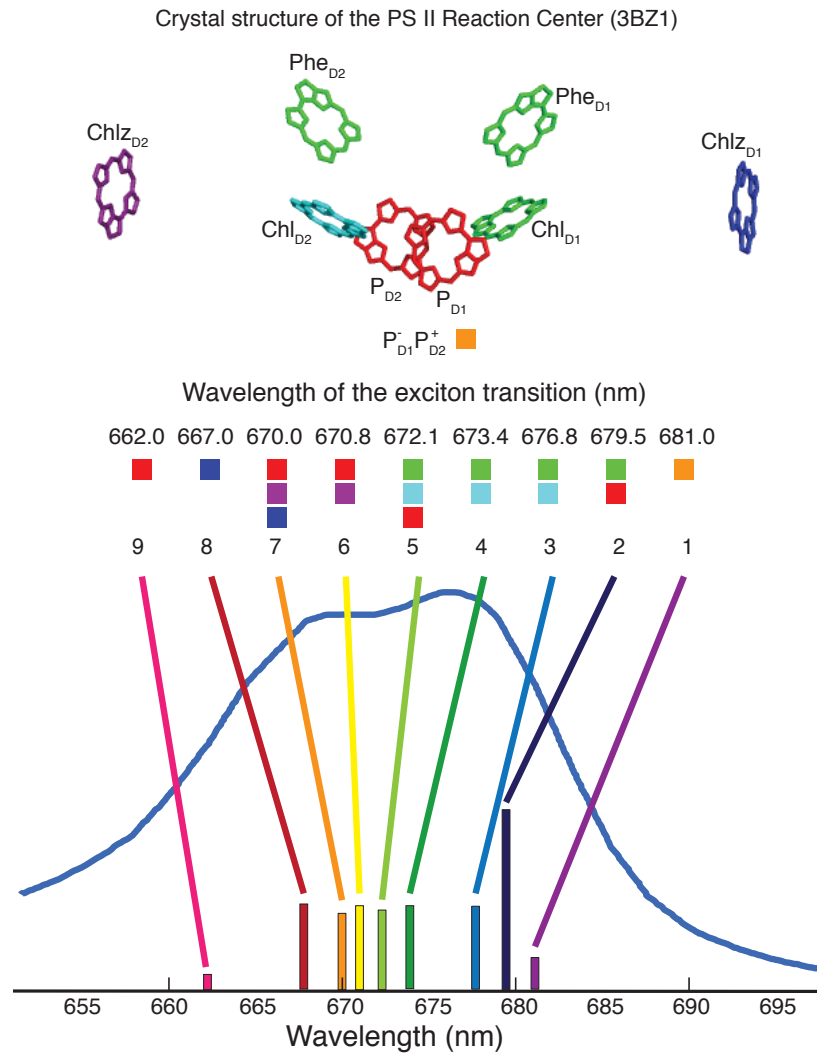 Crystal structure of the PS II Reaction Center (3BZ1)
Phe_D2
Phe_D1
Chlz_D2
Chlz_D1
Chl_D2
Chl_D1
P_D2
P_D1
P_D1^- P_D2^+
Wavelength of the exciton transition (nm)
662.0 667.0 670.0 670.8 672.1 673.4 676.8 679.5 681.0
9 8 7 6 5 4 3 2 1
655 660 665 670 675 680 685 690 695
Wavelength (nm)